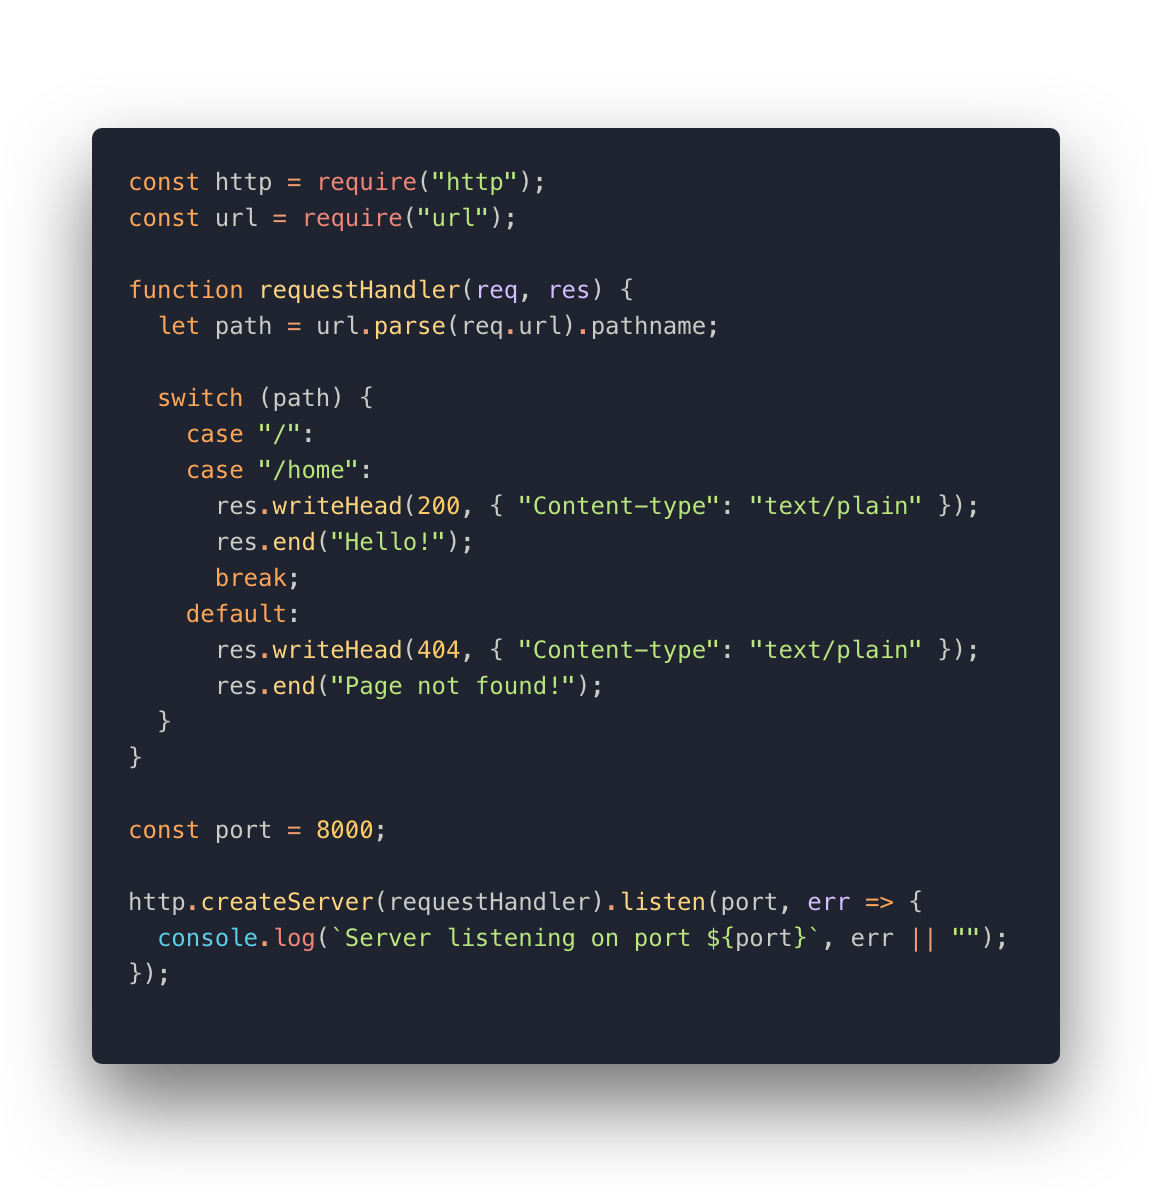 const http = require("http");
const url = require("url");

function requestHandler(req, res) {
  let path = url.parse(req.url).pathname;

  switch (path) {
    case "/":
    case "/home":
      res.writeHead(200, { "Content-type": "text/plain" });
      res.end("Hello!");
      break;
    default:
      res.writeHead(404, { "Content-type": "text/plain" });
      res.end("Page not found!");
  }
}

const port = 8000;

http.createServer(requestHandler).listen(port, err => {
  console.log(`Server listening on port ${port}`, err || "");
});